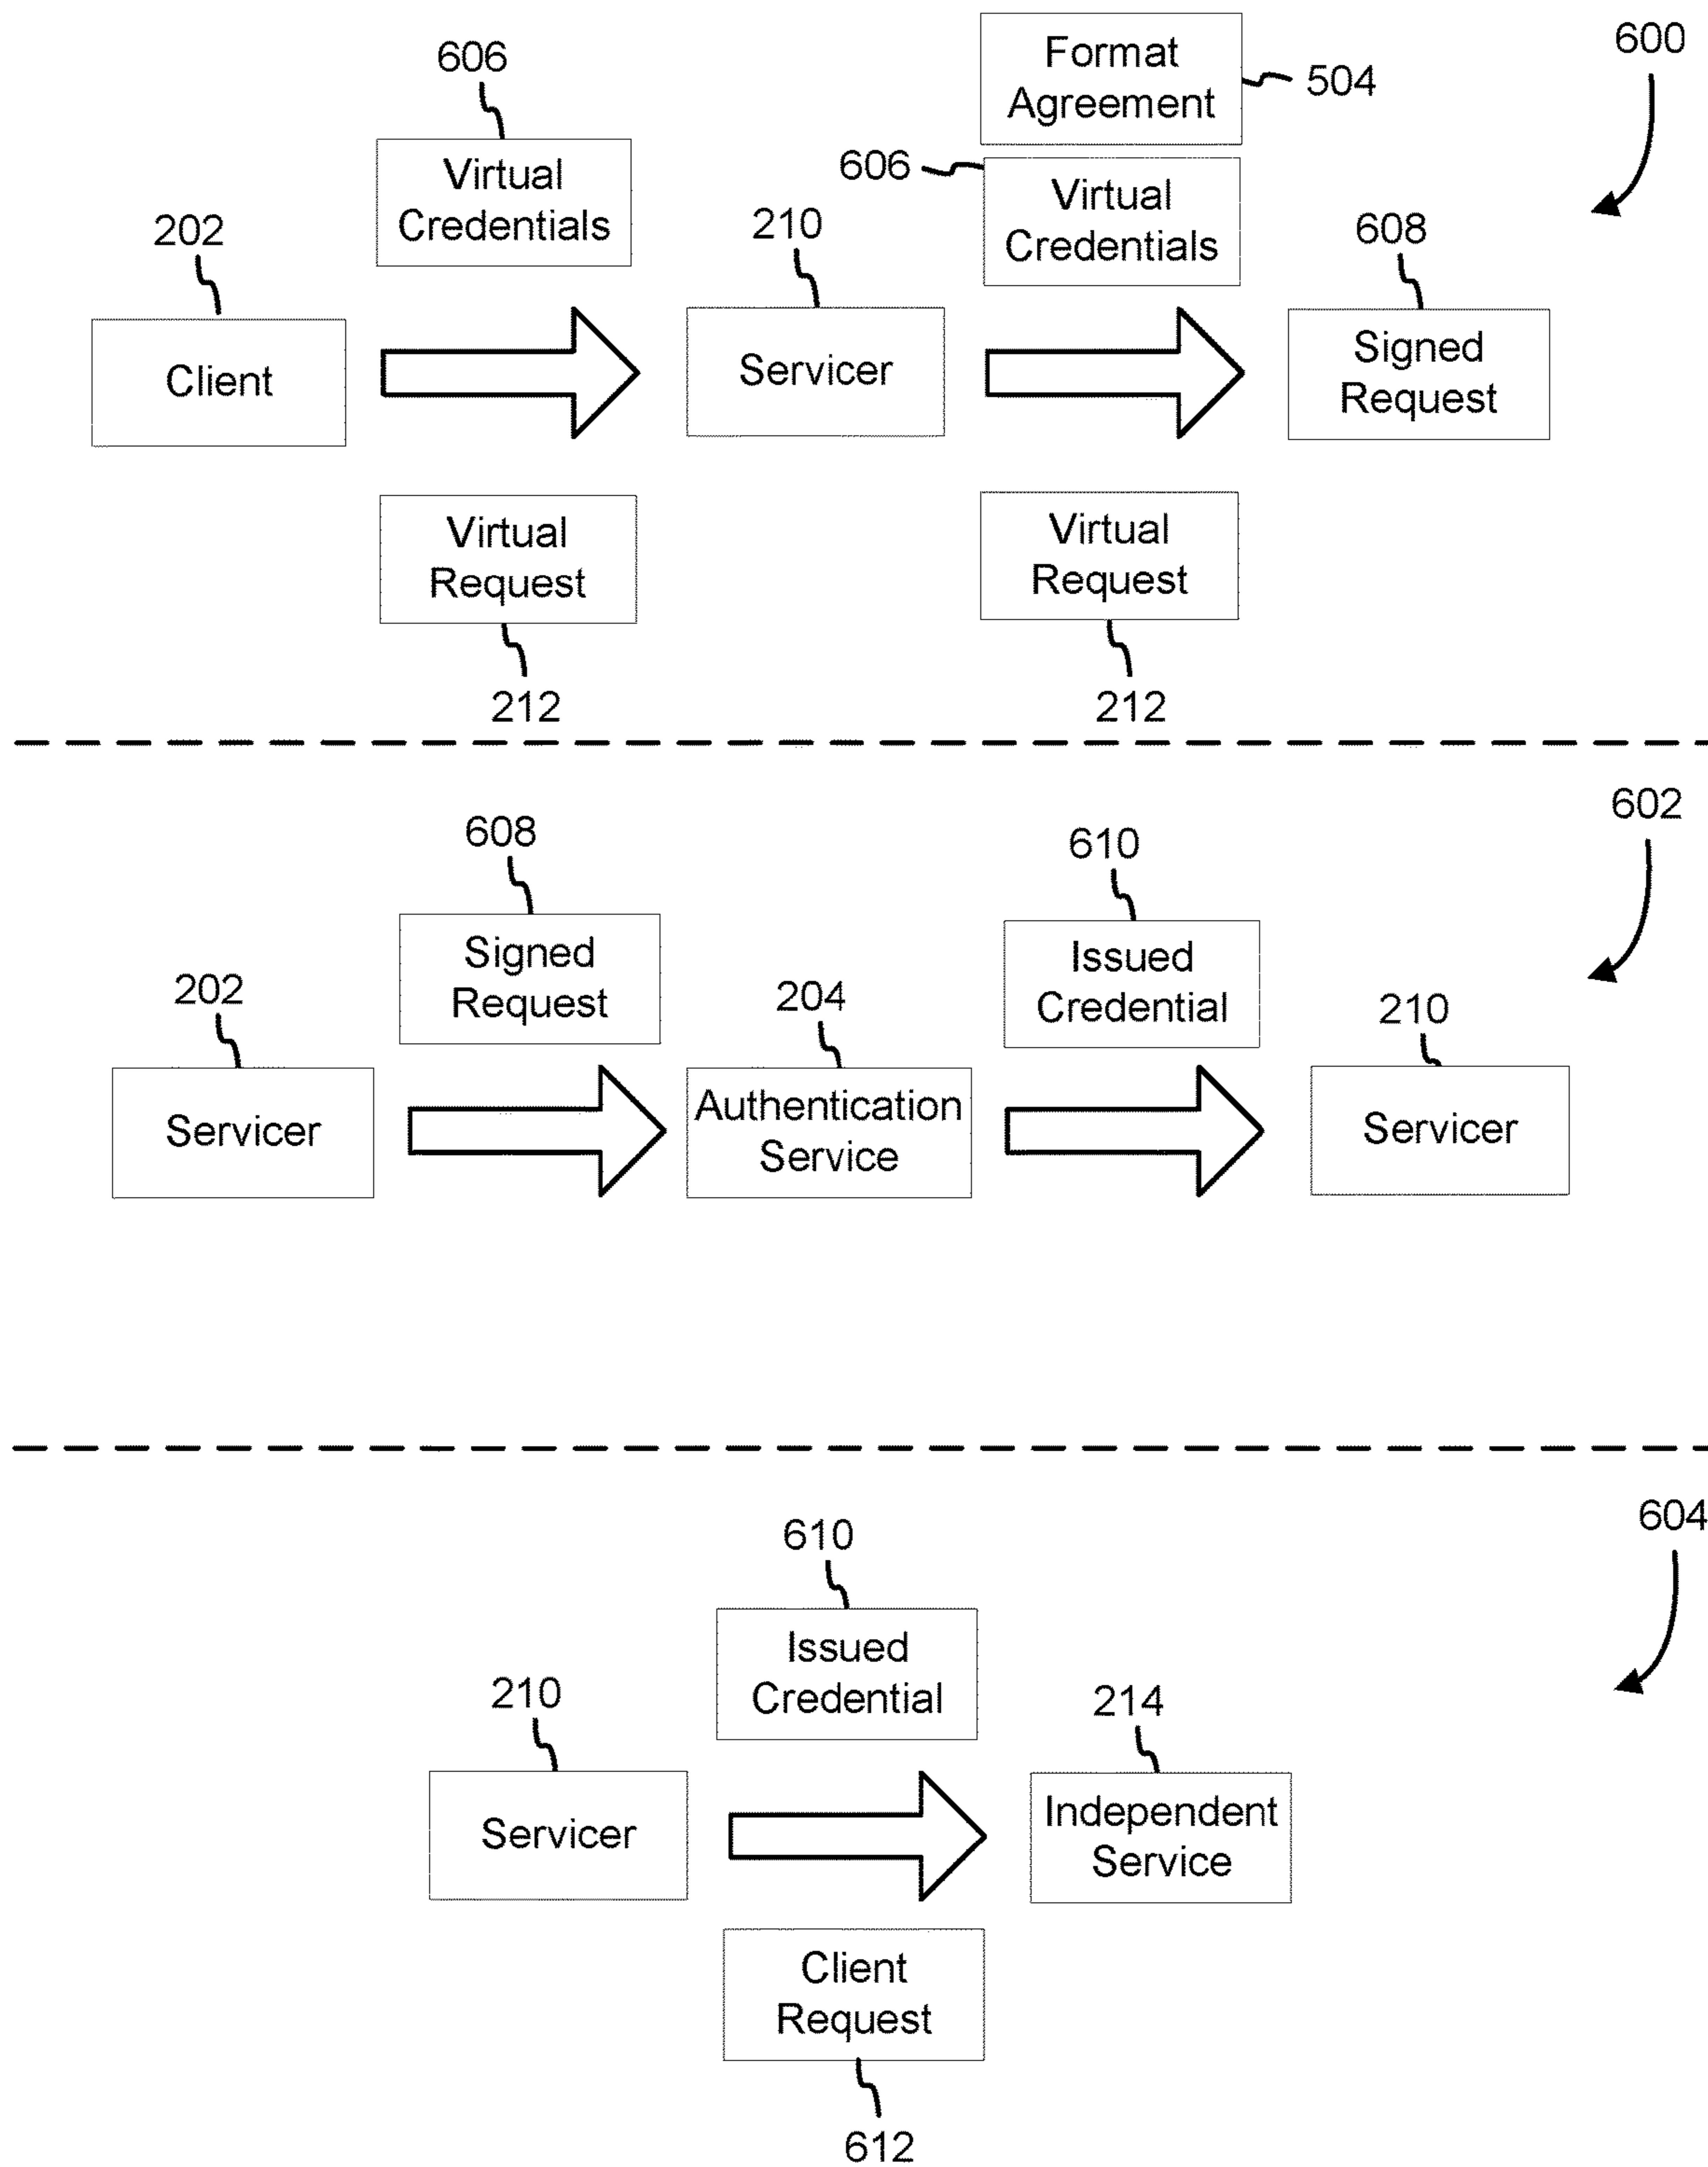 600
606
Format
Agreement
504
Virtual
Credentials
606
Virtual
Credentials
202
210
608
Client
Servicer
Signed
Request
Virtual
Request
Virtual
Request
212
212
602
608
610
Signed
Request
Issued
Credential
202
204
210
Servicer
Authentication
Service
Servicer
604
610
Issued
Credential
210
214
Servicer
Independent
Service
Client
Request
612